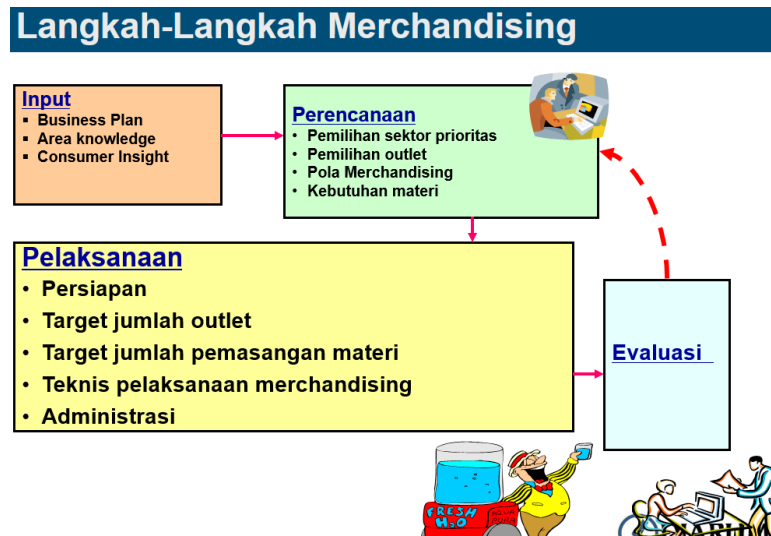 Langkah-Langkah Merchandising
Input
▪ Business Plan
▪ Area knowledge
▪ Consumer Insight
Perencanaan
• Pemilihan sektor prioritas
• Pemilihan outlet
• Pola Merchandising
• Kebutuhan materi
Pelaksanaan
• Persiapan
• Target jumlah outlet
• Target jumlah pemasangan materi
• Teknis pelaksanaan merchandising
• Administrasi
Evaluasi
FRESH
H2O